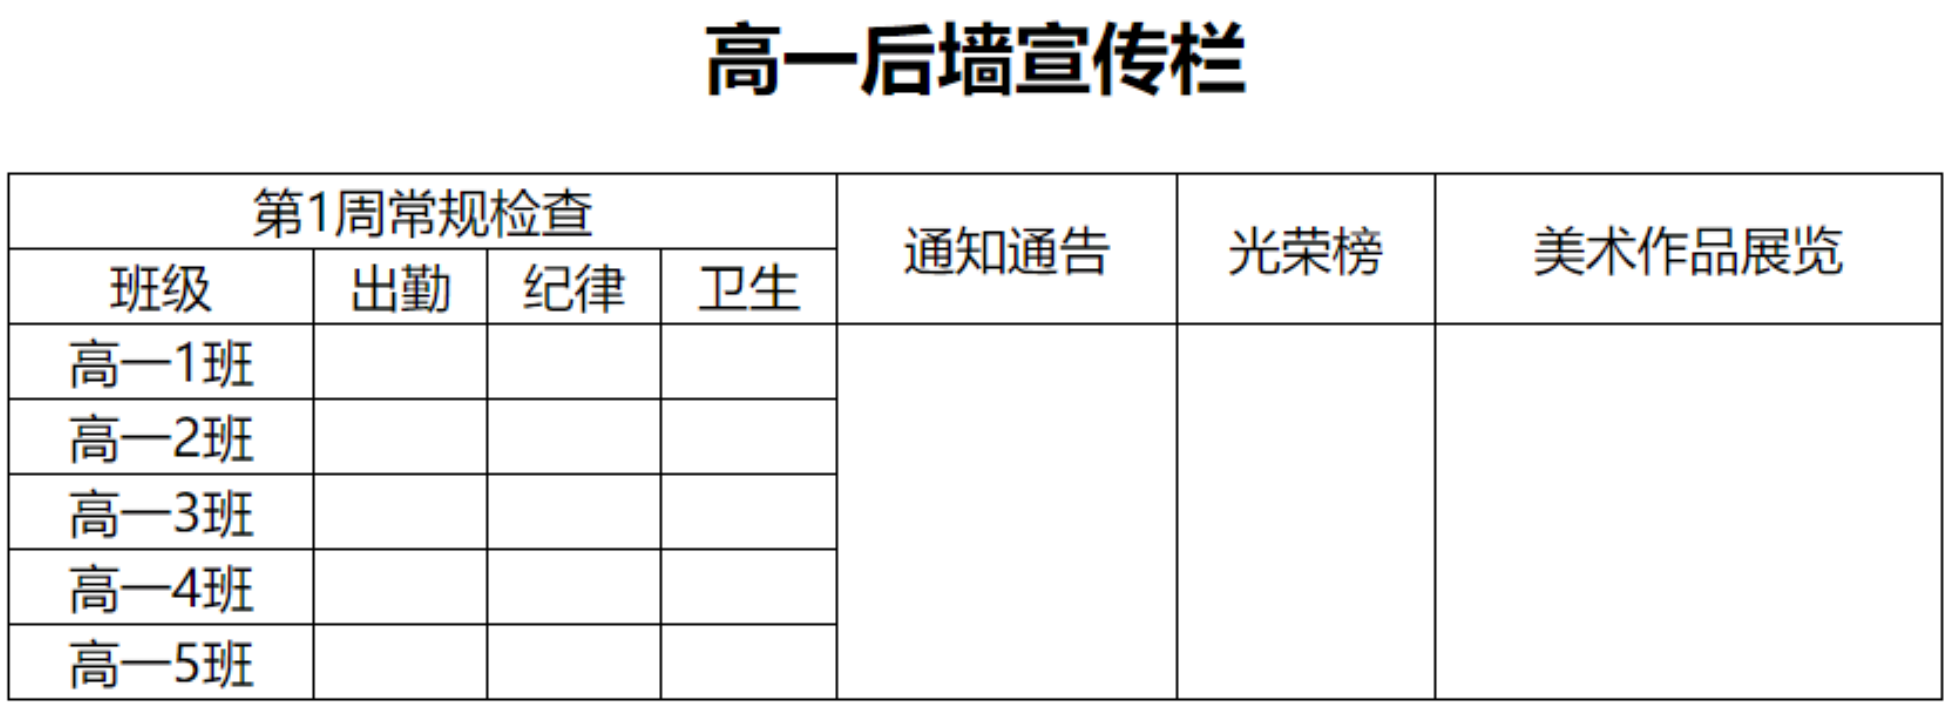 高一后墙宣传栏
第1周常规检查 通知通告 光荣榜 美术作品展览
班级 出勤 纪律 卫生
高一1班
高一2班
高一3班
高一4班
高一5班